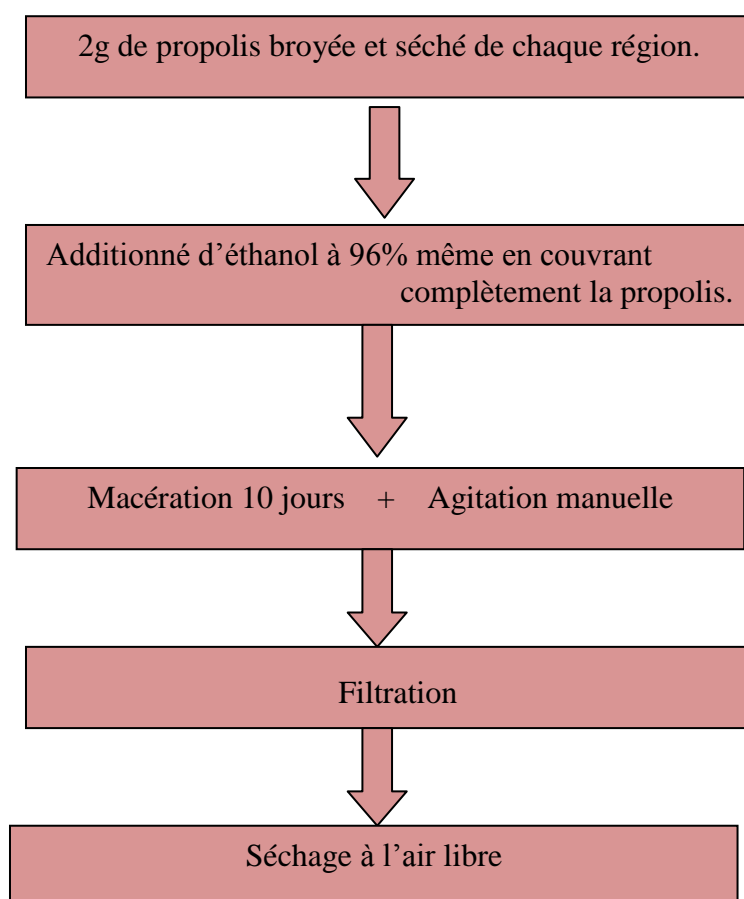 2g de propolis broyée et séché de chaque région.
Additionné d’éthanol à 96% même en couvrant
complètement la propolis.
Macération 10 jours + Agitation manuelle
Filtration
Séchage à l’air libre